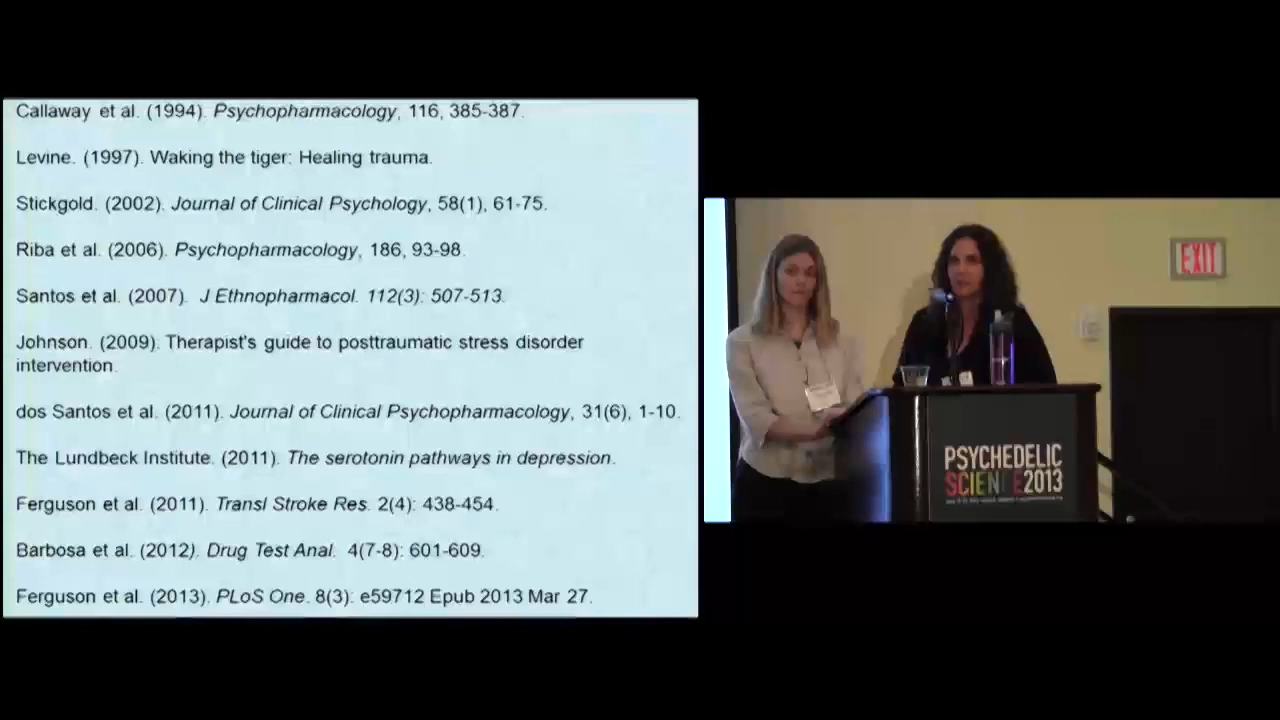 Callaway et al. (1994). Psychopharmacology, 116, 385-387.
Levine. (1997). Waking the tiger: Healing trauma.
Stickgold. (2002). Journal of Clinical Psychology, 58(1), 61-75.
Riba et al. (2006). Psychopharmacology, 186, 93-98.
Santos et al. (2007). J Ethnopharmacol. 112(3): 507-513.
Johnson. (2009). Therapist's guide to posttraumatic stress disorder
intervention.
dos Santos et al. (2011). Journal of Clinical Psychopharmacology, 31(6), 1-10.
The Lundbeck Institute. (2011). The serotonin pathways in depression.
Ferguson et al. (2011). Transl Stroke Res. 2(4): 438-454.
Barbosa et al. (2012). Drug Test Anal. 4(7-8): 601-609.
Ferguson et al. (2013). PLoS One. 8(3): e59712 Epub 2013 Mar 27.
EXIT
PSYCHEDELIC
SCIENCE2013